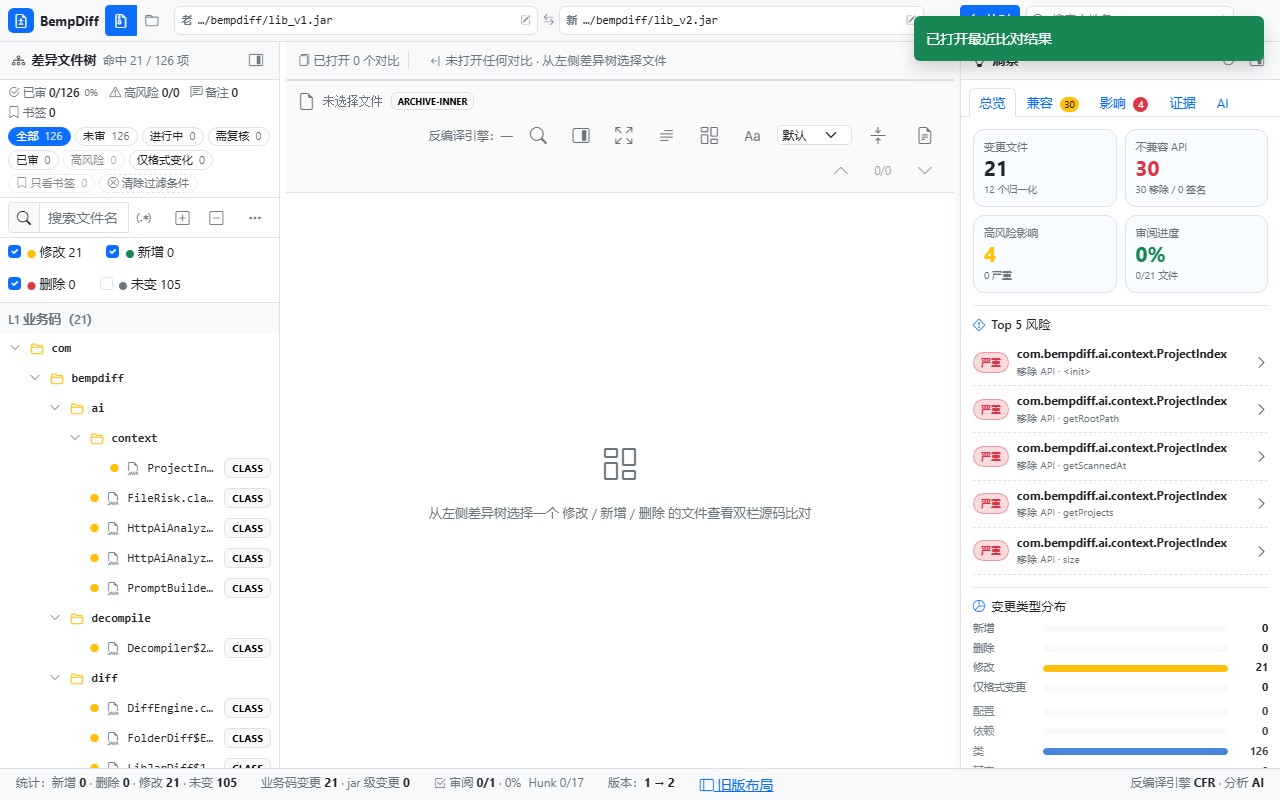 BempDiff
老 …/bempdiff/lib_v1.jar
新 …/bempdiff/lib_v2.jar
已打开最近比对结果
差异文件树 命中 21 / 126 项
已审 0/126 0% 高风险 0/0 备注 0
书签 0
全部 126 未审 126 进行中 0 需复核 0
已审 0 高风险 0 仅格式变化 0
只看书签 0 清除过滤条件
搜索文件名 (.*)
修改 21 新增 0
删除 0 未变 105
L1 业务码（21）
com
bempdiff
ai
context
ProjectIn… CLASS
FileRisk.cla… CLASS
HttpAiAnalyz… CLASS
HttpAiAnalyz… CLASS
PromptBuilde… CLASS
decompile
Decompiler$2… CLASS
diff
DiffEngine.c… CLASS
FolderDiff$E… CLASS
已打开 0 个对比 未打开任何对比 · 从左侧差异树选择文件
未选择文件 ARCHIVE-INNER
反编译引擎: — Aa 默认
0/0
从左侧差异树选择一个 修改 / 新增 / 删除 的文件查看双栏源码比对
总览 兼容 30 影响 4 证据 AI
变更文件
21
12 个归一化
不兼容 API
30
30 移除 / 0 签名
高风险影响
4
0 严重
审阅进度
0%
0/21 文件
Top 5 风险
严重 com.bempdiff.ai.context.ProjectIndex
移除 API · <init>
严重 com.bempdiff.ai.context.ProjectIndex
移除 API · getRootPath
严重 com.bempdiff.ai.context.ProjectIndex
移除 API · getScannedAt
严重 com.bempdiff.ai.context.ProjectIndex
移除 API · getProjects
严重 com.bempdiff.ai.context.ProjectIndex
移除 API · size
变更类型分布
新增 0
删除 0
修改 21
仅格式变更 0
配置 0
依赖 0
类 126
统计: 新增 0 · 删除 0 · 修改 21 · 未变 105 业务码变更 21 · jar 级变更 0 审阅 0/1 · 0% Hunk 0/17 版本: 1 → 2 旧版布局 反编译引擎 CFR · 分析 AI